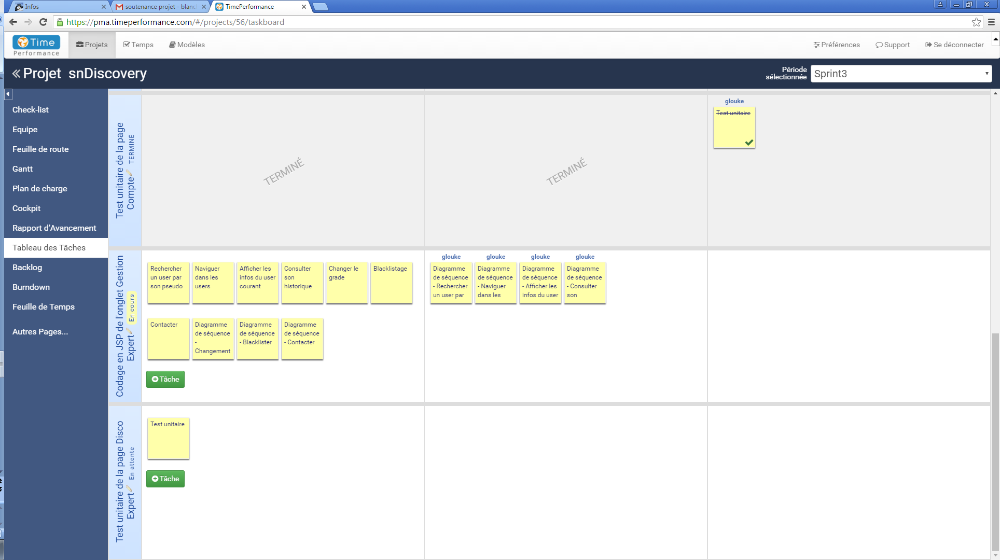 Infos
soutenance projet - blanc
TimePerformance
https://pma.timeperformance.com/#/projects/56/taskboard
Time
Performance
Projets
Temps
Modèles
Préférences
Support
Se déconnecter
« Projet snDiscovery
Période
sélectionnée
Sprint3
Check-list
Equipe
Feuille de route
Gantt
Plan de charge
Cockpit
Rapport d’Avancement
Tableau des Tâches
Backlog
Burndown
Feuille de Temps
Autres Pages...
Test unitaire de la page
Compte
TERMINÉ
TERMINÉ
TERMINÉ
glouke
Test unitaire
Codage en JSP de l'onglet Gestion
Expert
En cours
Rechercher
un user par
son pseudo
Naviguer
dans les
users
Afficher les
infos du user
courant
Consulter
son
historique
Changer le
grade
Blacklistage
Contacter
Diagramme
de séquence
-
Changement
Diagramme
de séquence
- Blacklister
Diagramme
de séquence
- Contacter
Tâche
glouke
Diagramme
de séquence
- Rechercher
un user par
glouke
Diagramme
de séquence
- Naviguer
dans les
glouke
Diagramme
de séquence
- Afficher les
infos du user
glouke
Diagramme
de séquence
- Consulter
son
Test unitaire de la page Disco
Expert
En attente
Test unitaire
Tâche